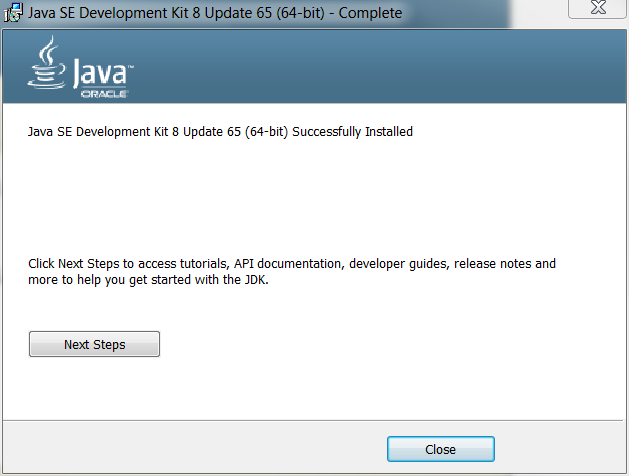 Java SE Development Kit 8 Update 65 (64-bit) - Complete
Java™
ORACLE®
Java SE Development Kit 8 Update 65 (64-bit) Successfully Installed
Click Next Steps to access tutorials, API documentation, developer guides, release notes and
more to help you get started with the JDK.
Next Steps
Close